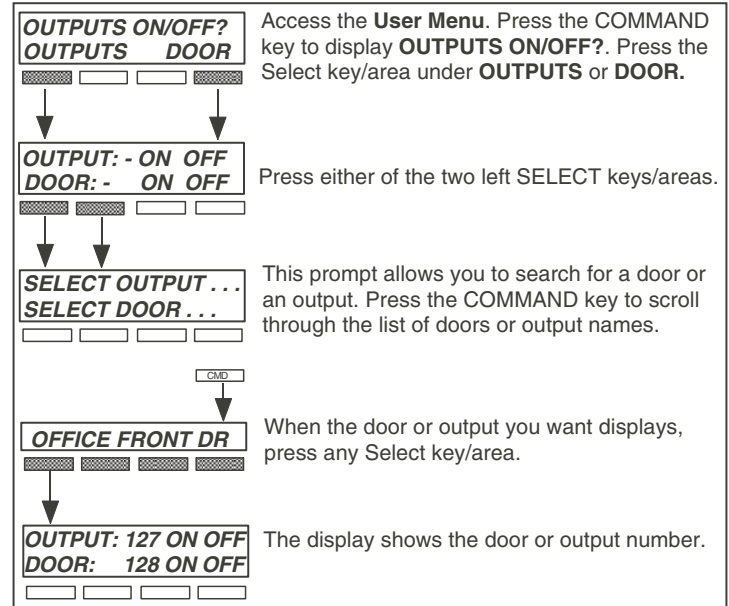 OUTPUTS ON/OFF?
OUTPUTS DOOR
Access the User Menu. Press the COMMAND
key to display OUTPUTS ON/OFF?. Press the
Select key/area under OUTPUTS or DOOR.
OUTPUT: - ON OFF
DOOR: - ON OFF
Press either of the two left SELECT keys/areas.
SELECT OUTPUT . . .
SELECT DOOR . . .
This prompt allows you to search for a door or
an output. Press the COMMAND key to scroll
through the list of doors or output names.
CMD
OFFICE FRONT DR
When the door or output you want displays,
press any Select key/area.
OUTPUT: 127 ON OFF
DOOR: 128 ON OFF
The display shows the door or output number.